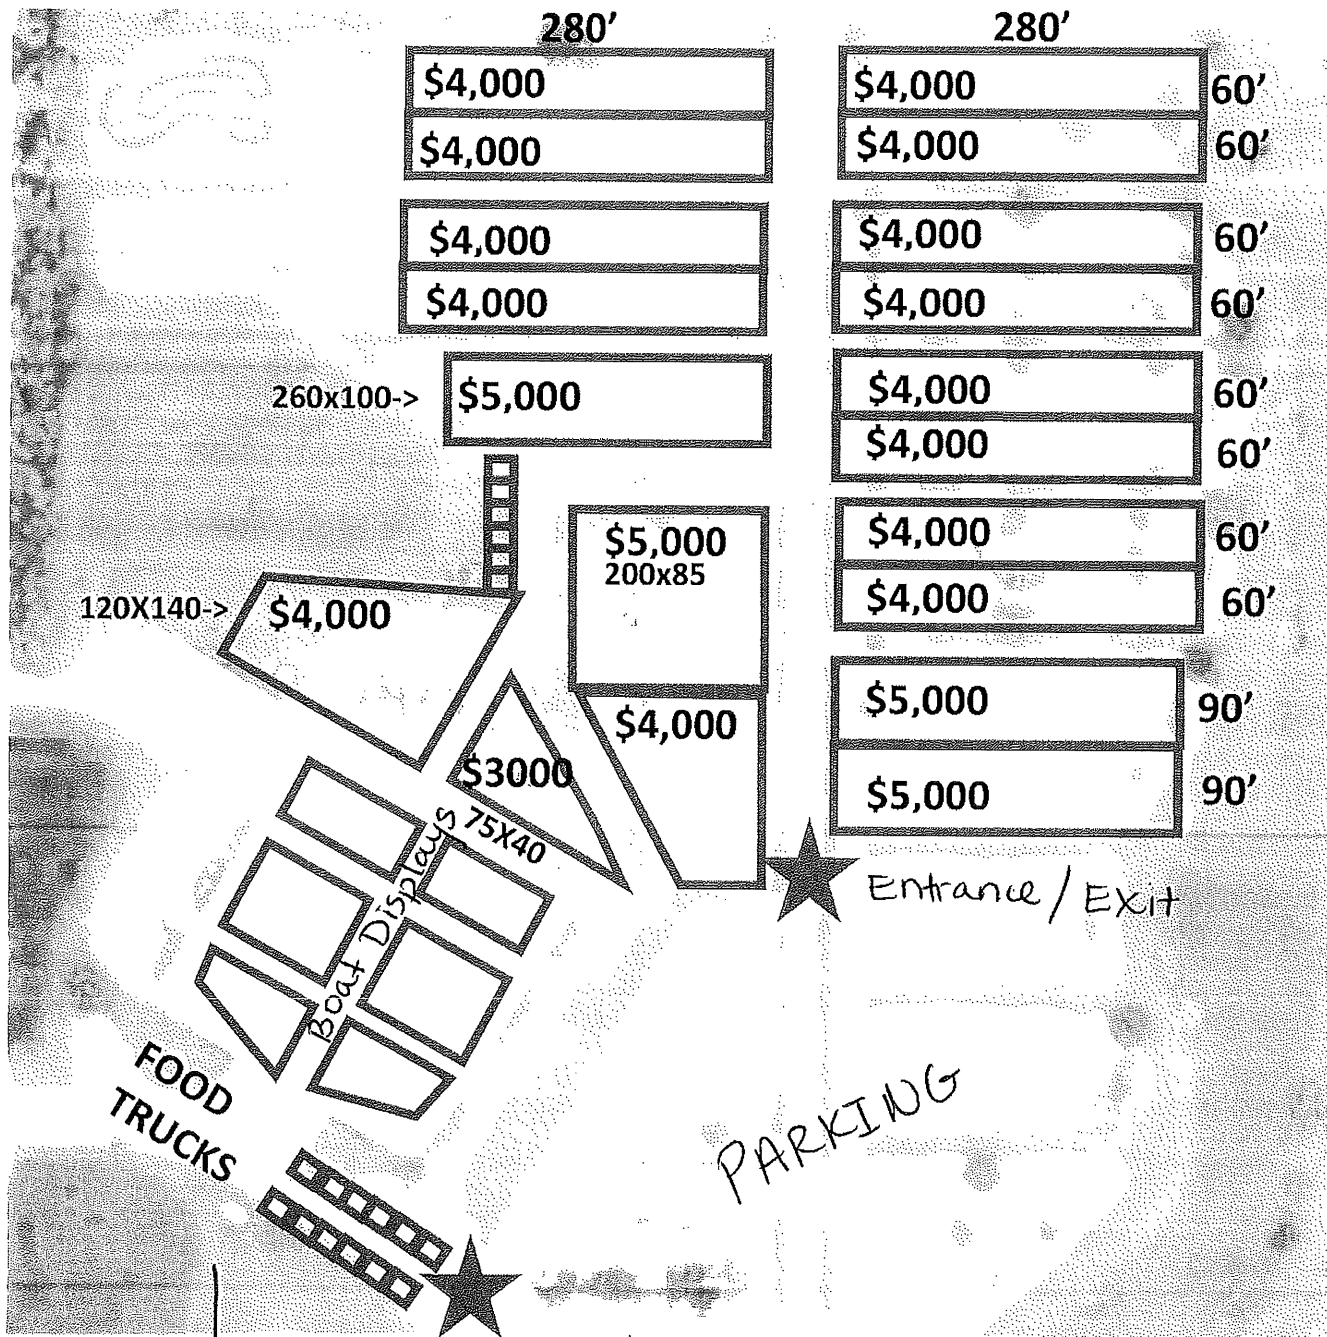 280' 280'
$4,000 $4,000 60'
$4,000 $4,000 60'
$4,000 $4,000 60'
$4,000 $4,000 60'
260x100-> $5,000 $4,000 60'
$4,000 60'
$5,000 $4,000 60'
200x85
120X140-> $4,000 $4,000 60'
$5,000 90'
$4,000
$3000 $5,000 90'
75X40
Boat Displays
Entrance / Exit
FOOD
TRUCKS
PARKING